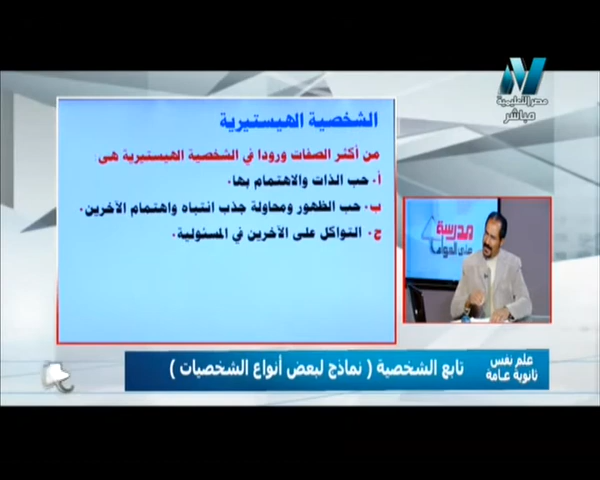 مصر التعليمية
مباشر
الشخصية الهيستيرية
من أكثر الصفات ورودا في الشخصية الهيستيرية هى:
أ- حب الذات والاهتمام بها.
ب- حب الظهور ومحاولة جذب انتباه واهتمام الآخرين.
ج- التواكل على الآخرين في المسئولية.
مدرسة
على الهواء
علم نفس
ثانوية عامة
تابع الشخصية ( نماذج لبعض أنواع الشخصيات )